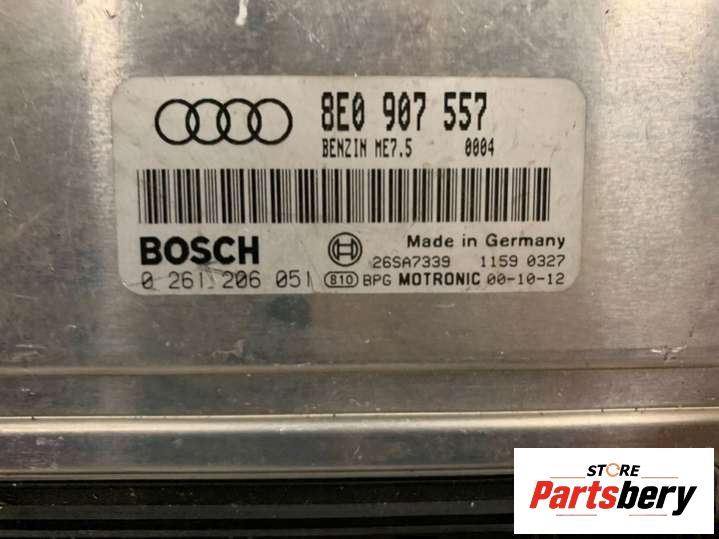 8E0 907 557
BENZIN ME7.5 0004
BOSCH
Made in Germany
26SA7339 1159 0327
0 261 206 051 810 BPG MOTRONIC 00-10-12
STORE
Partsbery